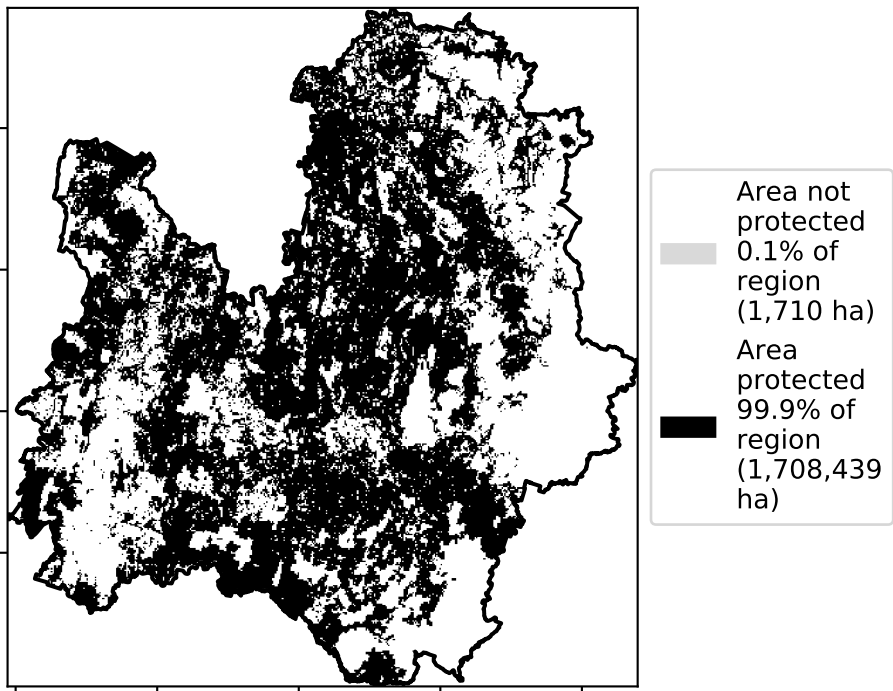 Area not
protected
0.1% of
region
(1,710 ha)
Area
protected
99.9% of
region
(1,708,439
ha)